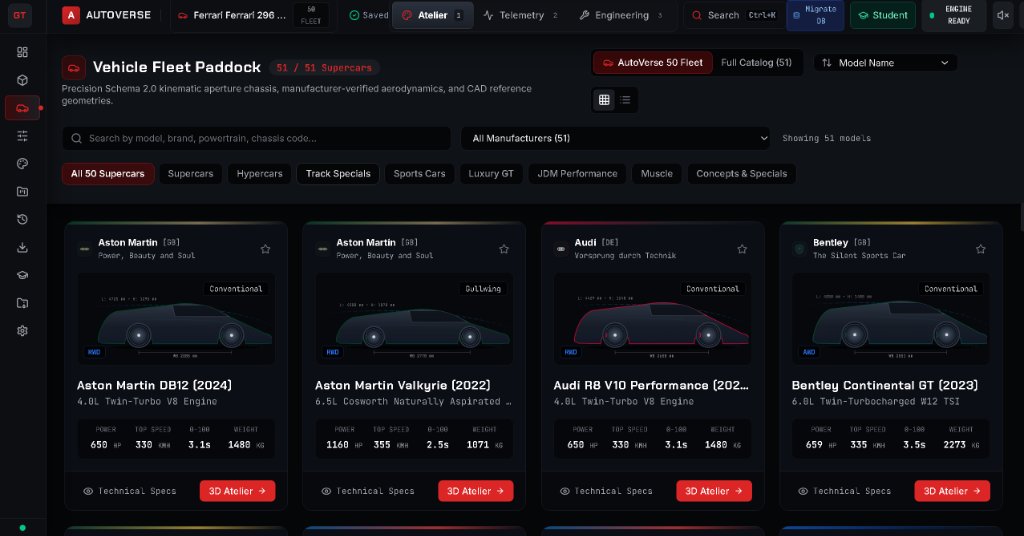 GT
A AUTOVERSE
Ferrari Ferrari 296 ...
50
FLEET
Saved
Atelier 1
Telemetry 2
Engineering 3
Search Ctrl+K
Migrate
DB
Student
ENGINE
READY
Vehicle Fleet Paddock
51 / 51 Supercars
Precision Schema 2.0 kinematic aperture chassis, manufacturer-verified aerodynamics, and CAD reference
geometries.
AutoVerse 50 Fleet
Full Catalog (51)
Model Name
Search by model, brand, powertrain, chassis code...
All Manufacturers (51)
Showing 51 models
All 50 Supercars
Supercars
Hypercars
Track Specials
Sports Cars
Luxury GT
JDM Performance
Muscle
Concepts & Specials
Aston Martin [GB]
Power, Beauty and Soul
Conventional
RWD
Aston Martin DB12 (2024)
4.0L Twin-Turbo V8 Engine
POWER TOP SPEED 0-100 WEIGHT
650 HP 330 KMH 3.1s 1480 KG
Technical Specs
3D Atelier →
Aston Martin [GB]
Power, Beauty and Soul
Gullwing
RWD
Aston Martin Valkyrie (2022)
6.5L Cosworth Naturally Aspirated …
POWER TOP SPEED 0-100 WEIGHT
1160 HP 355 KMH 2.5s 1071 KG
Technical Specs
3D Atelier →
Audi [DE]
Vorsprung durch Technik
Conventional
RWD
Audi R8 V10 Performance (202…
4.0L Twin-Turbo V8 Engine
POWER TOP SPEED 0-100 WEIGHT
650 HP 330 KMH 3.1s 1480 KG
Technical Specs
3D Atelier →
Bentley [GB]
The Silent Sports Car
Conventional
AWD
Bentley Continental GT (2023)
6.0L Twin-Turbocharged W12 TSI
POWER TOP SPEED 0-100 WEIGHT
659 HP 335 KMH 3.5s 2273 KG
Technical Specs
3D Atelier →